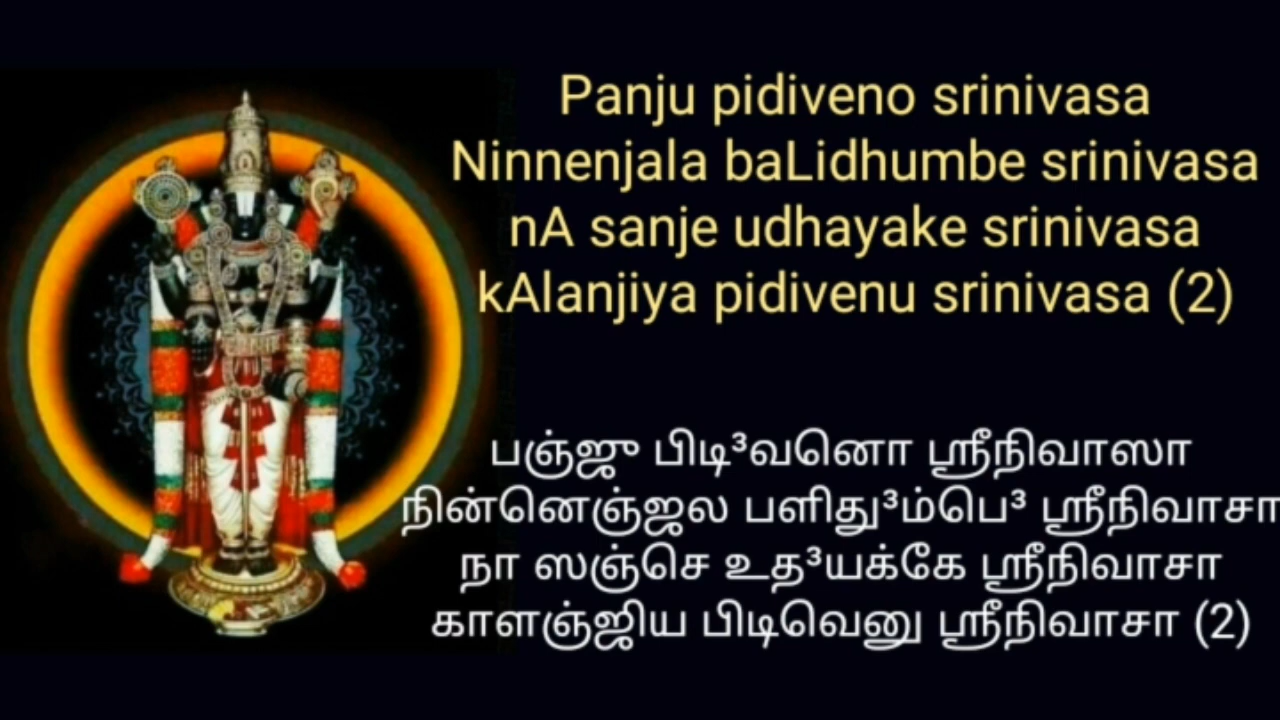 Panju pidiveno srinivasa
Ninnenjala baLidhumbe srinivasa
nA sanje udhayake srinivasa
kAlanjiya pidivenu srinivasa (2)
பஞ்ஜு பிடி³வனொ ஸ்ரீநிவாஸா
நின்னெஞ்ஜல பளிது³ம்பெ³ ஸ்ரீநிவாசா
நா ஸஞ்செ உத³யக்கே ஸ்ரீநிவாசா
காளஞ்ஜிய பிடிவெனு ஸ்ரீநிவாசா (2)